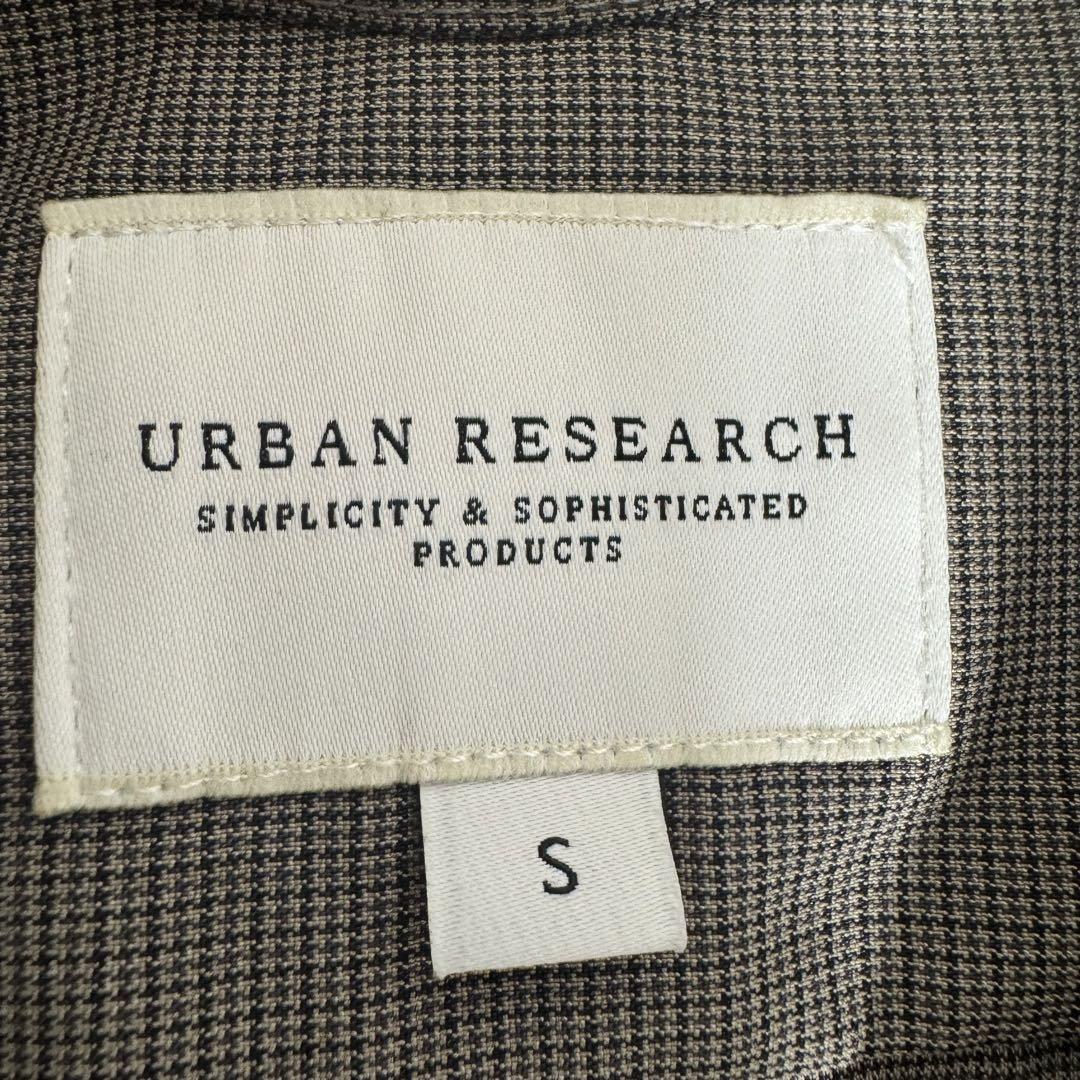 URBAN RESEARCH
SIMPLICITY & SOPHISTICATED
PRODUCTS
S